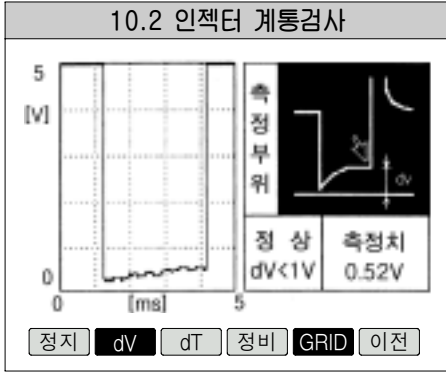 10.2 인젝터 계통검사
5
[V]
0
0
[ms]
5
측정부위
dv
정 상
dV<1V
측정치
0.52V
정지 dV dT 정비 GRID 이전